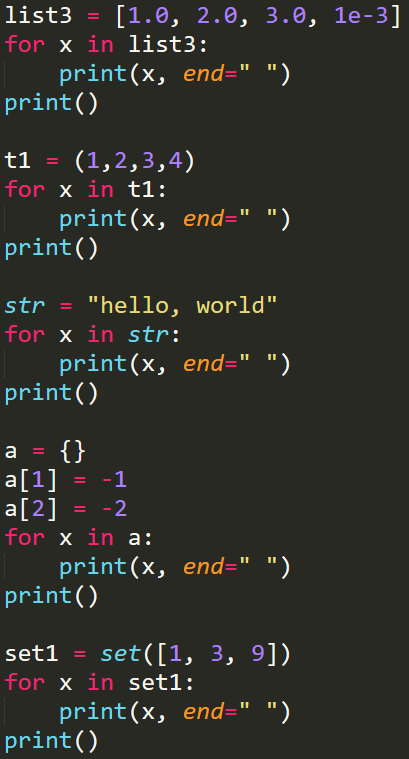 list3 = [1.0, 2.0, 3.0, 1e-3]
for x in list3:
    print(x, end=" ")
print()

t1 = (1,2,3,4)
for x in t1:
    print(x, end=" ")
print()

str = "hello, world"
for x in str:
    print(x, end=" ")
print()

a = {}
a[1] = -1
a[2] = -2
for x in a:
    print(x, end=" ")
print()

set1 = set([1, 3, 9])
for x in set1:
    print(x, end=" ")
print()